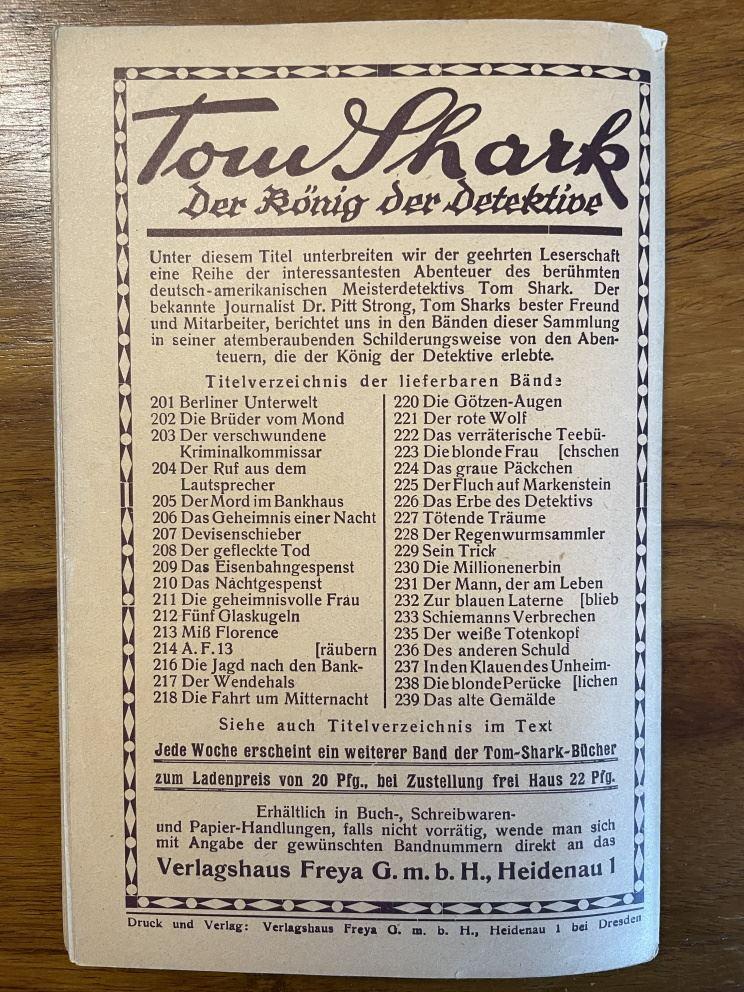 Tom Shark
Der König der Detektive
Unter diesem Titel unterbreiten wir der geehrten Leserschaft
eine Reihe der interessantesten Abenteuer des berühmten
deutsch-amerikanischen Meisterdetektivs Tom Shark. Der
bekannte Journalist Dr. Pitt Strong, Tom Sharks bester Freund
und Mitarbeiter, berichtet uns in den Bänden dieser Sammlung
in seiner atemberaubenden Schilderungsweise von den Aben-
teuern, die der König der Detektive erlebte.
Titelverzeichnis der lieferbaren Bände
201 Berliner Unterwelt
202 Die Brüder vom Mond
203 Der verschwundene
Kriminalkommissar
204 Der Ruf aus dem
Lautsprecher
205 Der Mord im Bankhaus
206 Das Geheimnis einer Nacht
207 Devisenschieber
208 Der gefleckte Tod
209 Das Eisenbahngespenst
210 Das Nachtgespenst
211 Die geheimnisvolle Frau
212 Fünf Glaskugeln
213 Miß Florence
214 A. F. 13 [räubern
216 Die Jagd nach den Bank-
217 Der Wendehals
218 Die Fahrt um Mitternacht
220 Die Götzen-Augen
221 Der rote Wolf
222 Das verräterische Teebü-
223 Die blonde Frau [chschen
224 Das graue Päckchen
225 Der Fluch auf Markenstein
226 Das Erbe des Detektivs
227 Tötende Träume
228 Der Regenwurmsammler
229 Sein Trick
230 Die Millionenerbin
231 Der Mann, der am Leben
232 Zur blauen Laterne [blieb
233 Schiemanns Verbrechen
235 Der weiße Totenkopf
236 Des anderen Schuld
237 In den Klauen des Unheim-
238 Die blonde Perücke [lichen
239 Das alte Gemälde
Siehe auch Titelverzeichnis im Text
Jede Woche erscheint ein weiterer Band der Tom-Shark-Bücher
zum Ladenpreis von 20 Pfg., bei Zustellung frei Haus 22 Pfg.
Erhältlich in Buch-, Schreibwaren-
und Papier-Handlungen, falls nicht vorrätig, wende man sich
mit Angabe der gewünschten Bandnummern direkt an das
Verlagshaus Freya G. m. b. H., Heidenau 1
Druck und Verlag: Verlagshaus Freya G. m. b. H., Heidenau 1 bei Dresden